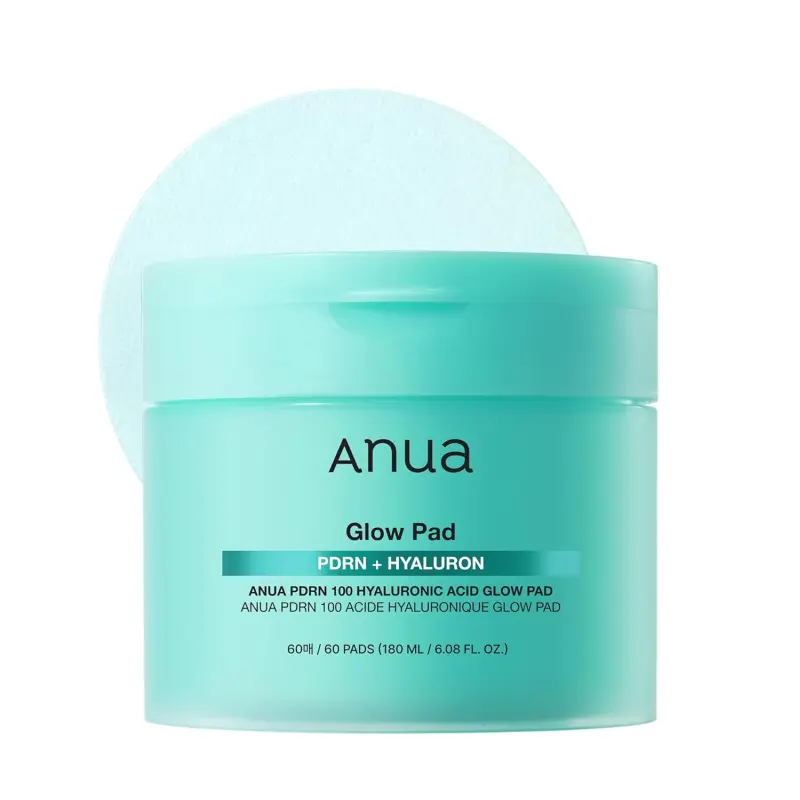 Anua
Glow Pad
PDRN + HYALURON
ANUA PDRN 100 HYALURONIC ACID GLOW PAD
ANUA PDRN 100 ACIDE HYALURONIQUE GLOW PAD
60매 / 60 PADS (180 ML / 6.08 FL. OZ.)